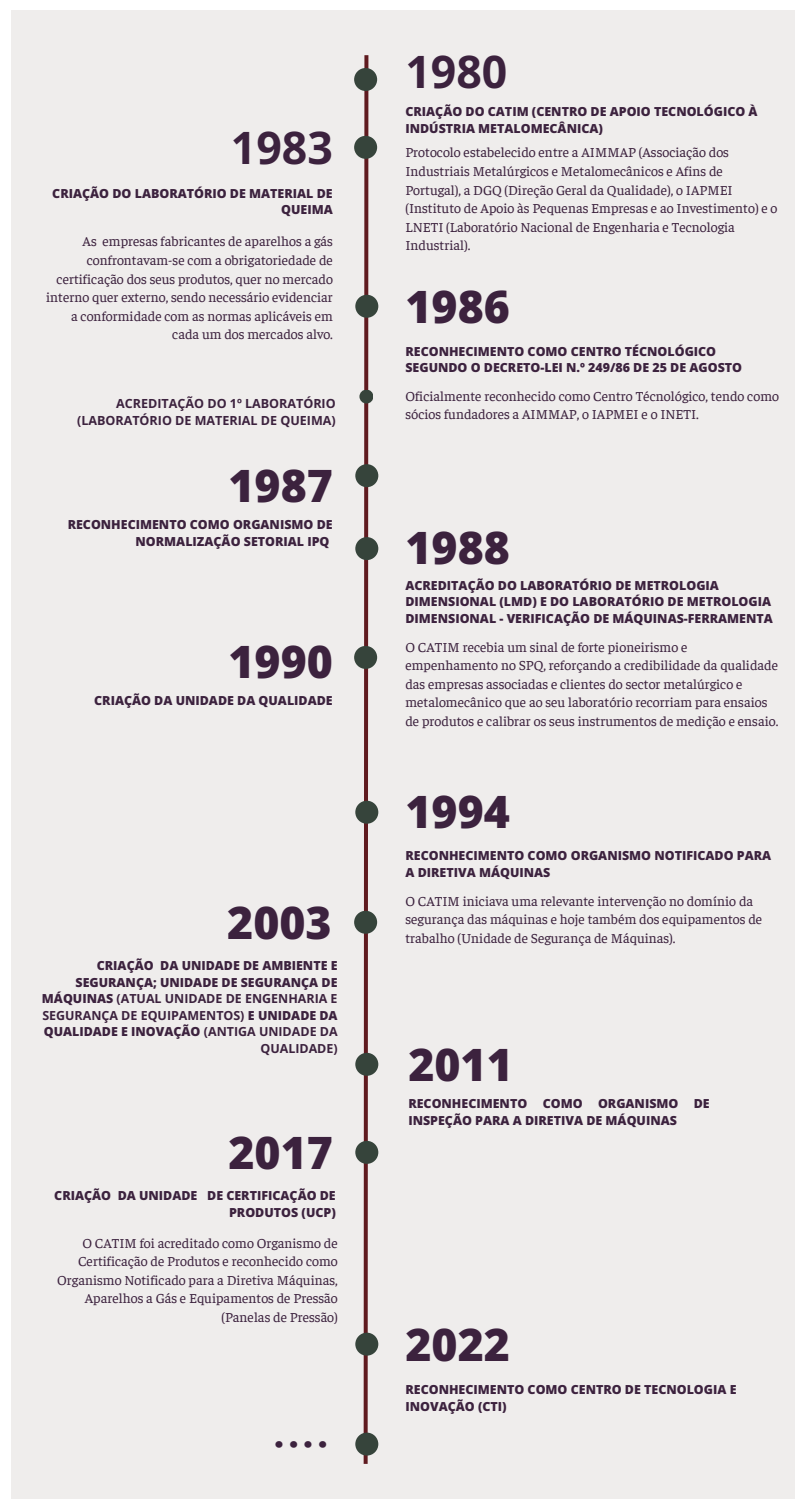 1980
CRIAÇÃO DO CATIM (CENTRO DE APOIO TECNOLÓGICO À
INDÚSTRIA METALOMECÂNICA)
Protocolo estabelecido entre a AIMMAP (Associação dos
Industriais Metalúrgicos e Metalomecânicos e Afins de
Portugal), a DGQ (Direção Geral da Qualidade), o IAPMEI
(Instituto de Apoio às Pequenas Empresas e ao Investimento) e o
LNETI (Laboratório Nacional de Engenharia e Tecnologia
Industrial).
1983
CRIAÇÃO DO LABORATÓRIO DE MATERIAL DE
QUEIMA
As empresas fabricantes de aparelhos a gás
confrontavam-se com a obrigatoriedade de
certificação dos seus produtos, quer no mercado
interno quer externo, sendo necessário evidenciar
a conformidade com as normas aplicáveis em
cada um dos mercados alvo.
1986
RECONHECIMENTO COMO CENTRO TÉCNOLÓGICO
SEGUNDO O DECRETO-LEI N.º 249/86 DE 25 DE AGOSTO
Oficialmente reconhecido como Centro Técnológico, tendo como
sócios fundadores a AIMMAP, o IAPMEI e o INETI.
ACREDITAÇÃO DO 1º LABORATÓRIO
(LABORATÓRIO DE MATERIAL DE QUEIMA)
1987
RECONHECIMENTO COMO ORGANISMO DE
NORMALIZAÇÃO SETORIAL IPQ
1988
ACREDITAÇÃO DO LABORATÓRIO DE METROLOGIA
DIMENSIONAL (LMD) E DO LABORATÓRIO DE METROLOGIA
DIMENSIONAL - VERIFICAÇÃO DE MÁQUINAS-FERRAMENTA
O CATIM recebia um sinal de forte pioneirismo e
empenhamento no SPQ, reforçando a credibilidade da qualidade
das empresas associadas e clientes do sector metalúrgico e
metalomecânico que ao seu laboratório recorriam para ensaios
de produtos e calibrar os seus instrumentos de medição e ensaio.
1990
CRIAÇÃO DA UNIDADE DA QUALIDADE
1994
RECONHECIMENTO COMO ORGANISMO NOTIFICADO PARA
A DIRETIVA MÁQUINAS
O CATIM iniciava uma relevante intervenção no domínio da
segurança das máquinas e hoje também dos equipamentos de
trabalho (Unidade de Segurança de Máquinas).
2003
CRIAÇÃO DA UNIDADE DE AMBIENTE E
SEGURANÇA; UNIDADE DE SEGURANÇA DE
MÁQUINAS (ATUAL UNIDADE DE ENGENHARIA E
SEGURANÇA DE EQUIPAMENTOS) E UNIDADE DA
QUALIDADE E INOVAÇÃO (ANTIGA UNIDADE DA
QUALIDADE)
2011
RECONHECIMENTO COMO ORGANISMO DE
INSPEÇÃO PARA A DIRETIVA DE MÁQUINAS
2017
CRIAÇÃO DA UNIDADE DE CERTIFICAÇÃO DE
PRODUTOS (UCP)
O CATIM foi acreditado como Organismo de
Certificação de Produtos e reconhecido como
Organismo Notificado para a Diretiva Máquinas,
Aparelhos a Gás e Equipamentos de Pressão
(Panelas de Pressão)
2022
RECONHECIMENTO COMO CENTRO DE TECNOLOGIA E
INOVAÇÃO (CTI)
....